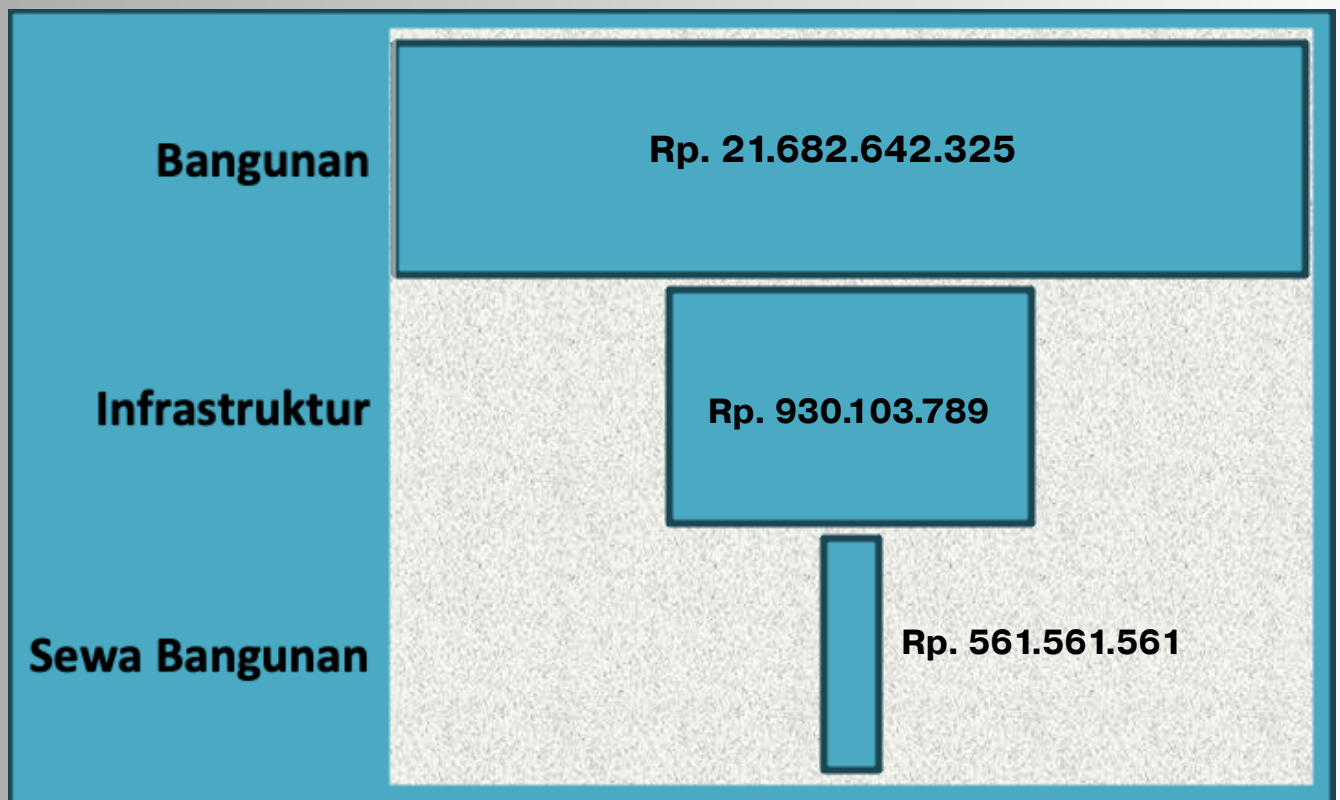 Bangunan
Rp. 21.682.642.325
Infrastruktur
Rp. 930.103.789
Sewa Bangunan
Rp. 561.561.561